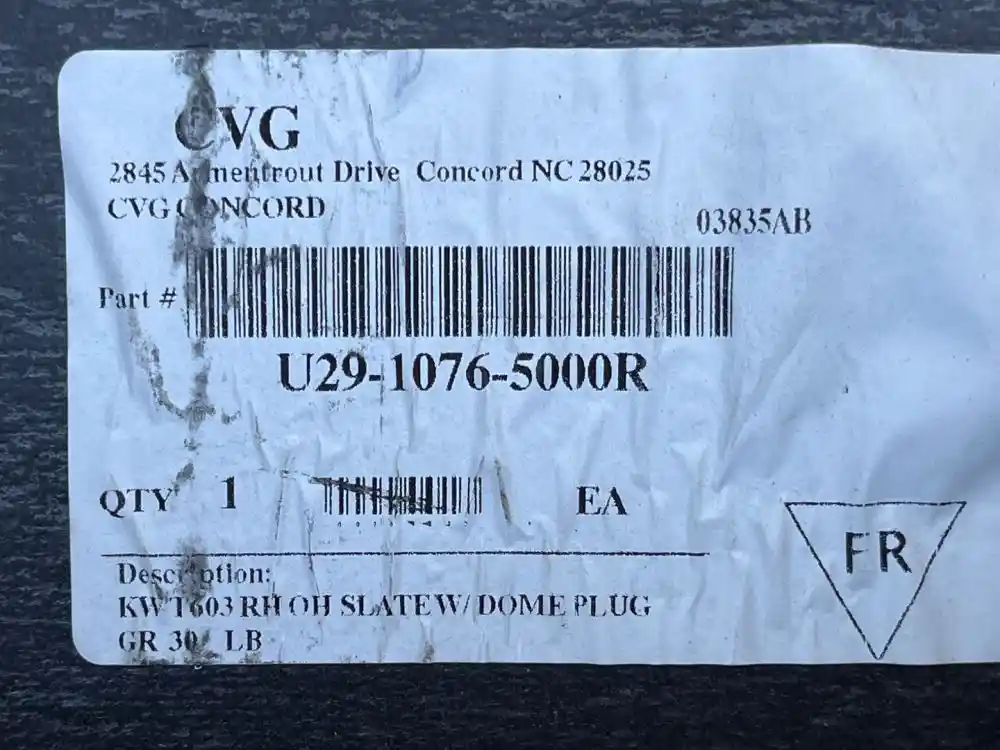 CVG
2845 Armentrout Drive Concord NC 28025
CVG CONCORD
03835AB
Part #
U29-1076-5000R
QTY 1 EA
FR
Description:
KW T603 RH OH SLATE W/ DOME PLUG
GR 30/ LB